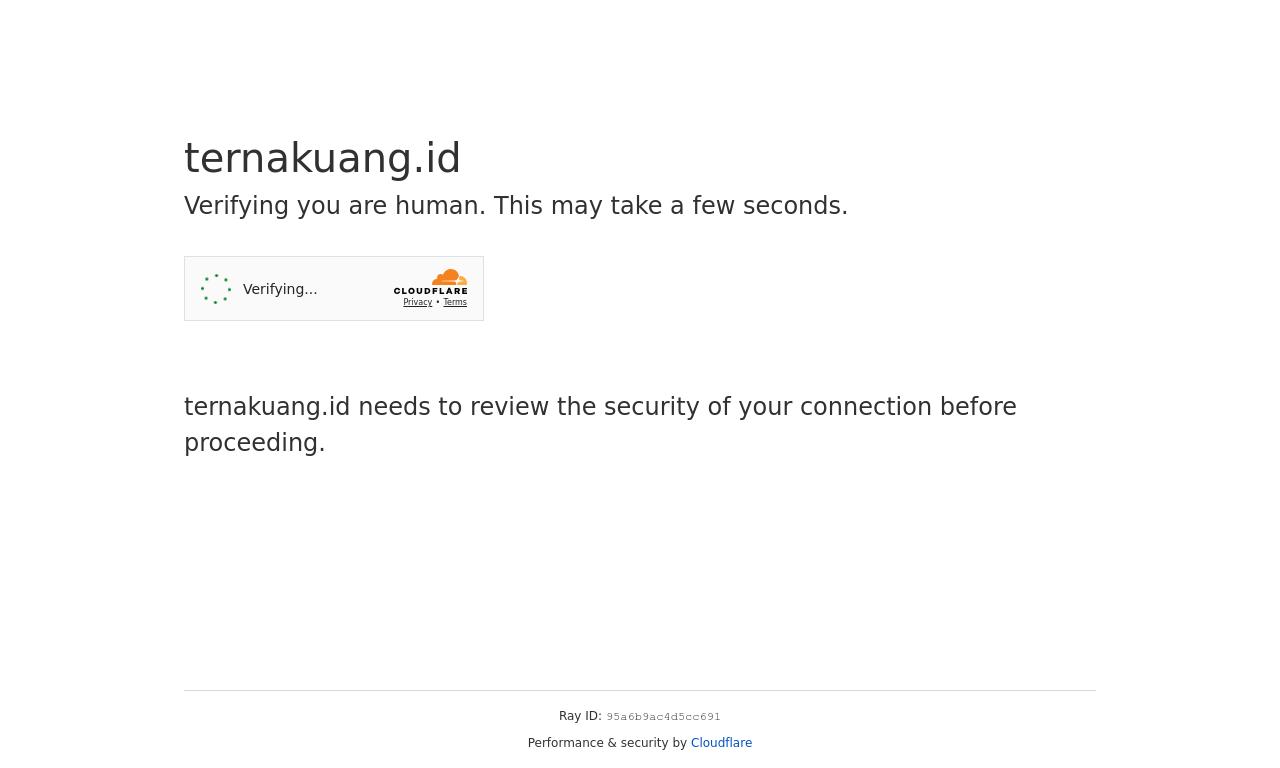 ternakuang.id
Verifying you are human. This may take a few seconds.
Verifying...
CLOUDFLARE
Privacy • Terms
ternakuang.id needs to review the security of your connection before
proceeding.
Ray ID: 95a6b9ac4d5cc691
Performance & security by Cloudflare